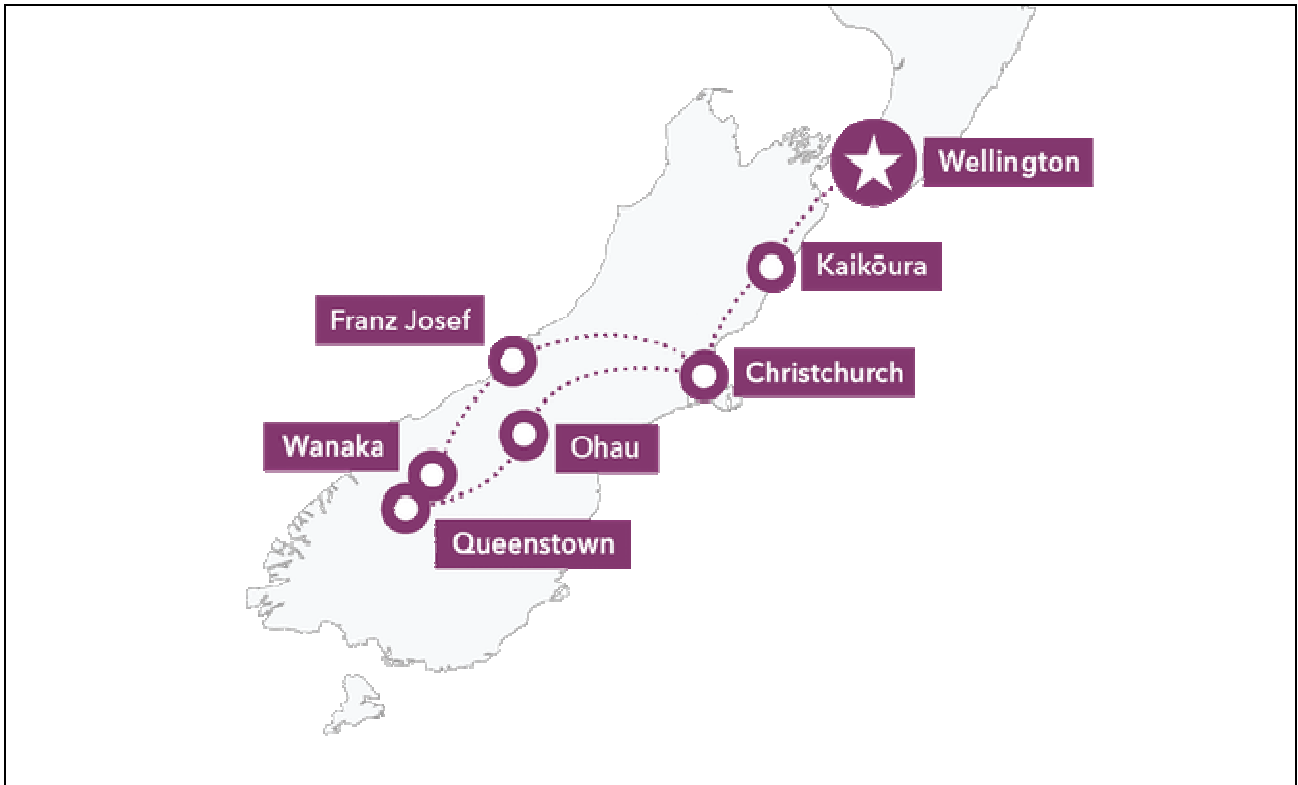 Wellington
Kaikōura
Franz Josef
Christchurch
Wanaka
Ohau
Queenstown